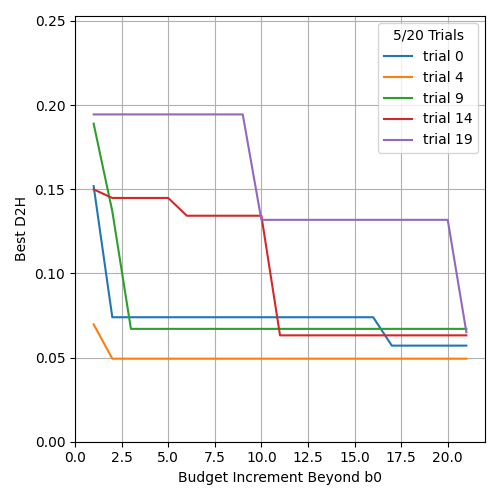 5/20 Trials
trial 0
trial 4
trial 9
trial 14
trial 19
0.25
0.20
0.15
0.10
0.05
0.00
Best D2H
0.0 2.5 5.0 7.5 10.0 12.5 15.0 17.5 20.0
Budget Increment Beyond b0